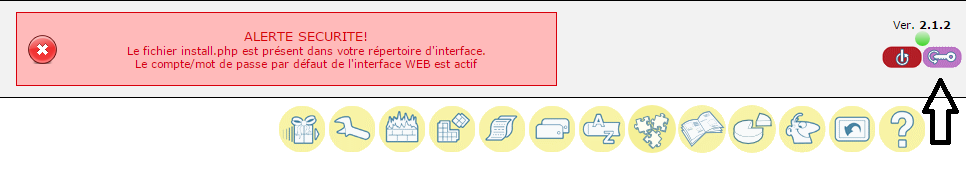 ALERTE SECURITE!
Le fichier install.php est présent dans votre répertoire d'interface.
Le compte/mot de passe par défaut de l'interface WEB est actif
Ver. 2.1.2
A
Z
?